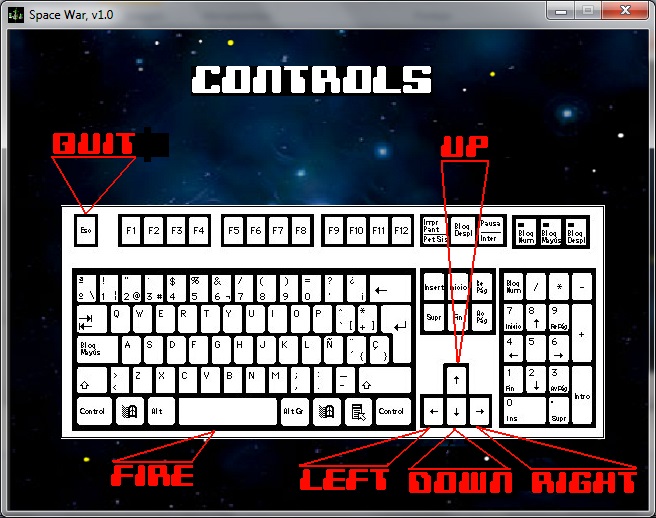 Space War, v1.0
CONTROLS
QUIT
UP
Esc F1 F2 F3 F4 F5 F6 F7 F8 F9 F10 F11 F12 Impr Pant Pet Sis Bloq Despl Pausa Inter Bloq Num Bloq Mayús Bloq Despl
ª º \ ! 1 | " 2 @ · 3 # $ 4 % 5 & 6 ¬ / 7 ( 8 ) 9 = 0 ? ' ¿ ¡ ← Insert Inicio Re Pág Bloq Num / * -
Q W E R T Y U I O P ^ ` [ * + ] Supr Fin Av Pág 7 Inicio 8 ↑ 9 Re Pág +
Bloq Mayús A S D F G H J K L Ñ ¨ ´ { Ç } 4 ← 5 6 →
> < Z X C V B N M ; , : . _ - ↑ 1 Fin 2 ↓ 3 Av Pág Intro
Control Alt Alt Gr Control ← ↓ → 0 Ins . Supr
FIRE
LEFT
DOWN
RIGHT